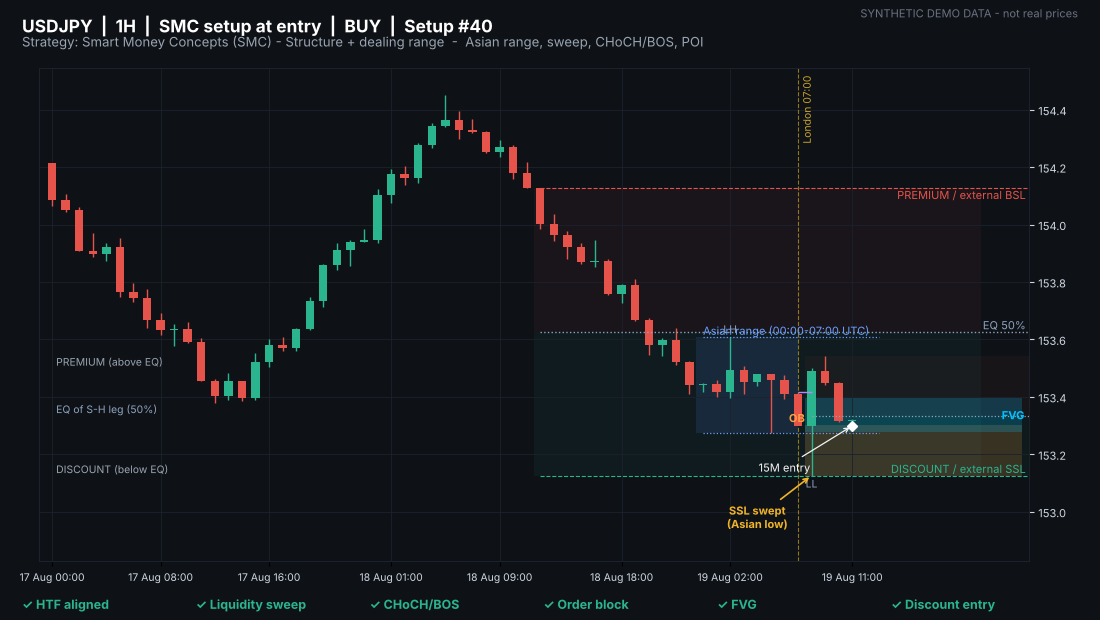 SYNTHETIC DEMO DATA - not real prices
USDJPY | 1H | SMC setup at entry | BUY | Setup #40
Strategy: Smart Money Concepts (SMC) - Structure + dealing range - Asian range, sweep, CHoCH/BOS, POI
London 07:00
154.4
154.2
PREMIUM / external BSL
154.0
153.8
EQ 50%
Asian range (00:00-07:00 UTC)
153.6
PREMIUM (above EQ)
153.4
EQ of S-H leg (50%)
OB
FVG
153.2
DISCOUNT (below EQ)
15M entry
DISCOUNT / external SSL
LL
SSL swept
(Asian low)
153.0
17 Aug 00:00
17 Aug 08:00
17 Aug 16:00
18 Aug 01:00
18 Aug 09:00
18 Aug 18:00
19 Aug 02:00
19 Aug 11:00
✓ HTF aligned
✓ Liquidity sweep
✓ CHoCH/BOS
✓ Order block
✓ FVG
✓ Discount entry